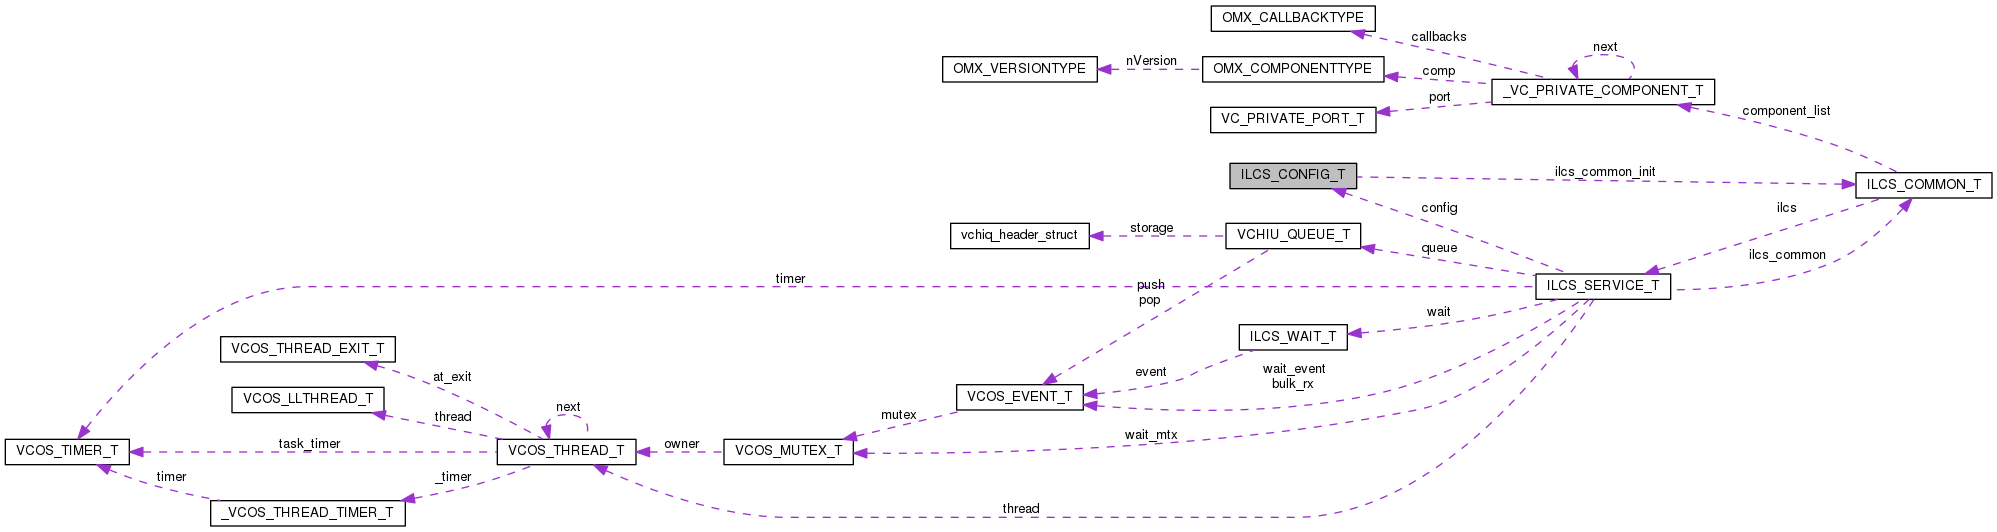 OMX_CALLBACKTYPE
callbacks
next
OMX_VERSIONTYPE
nVersion
OMX_COMPONENTTYPE
comp
_VC_PRIVATE_COMPONENT_T
port
VC_PRIVATE_PORT_T
component_list
ILCS_CONFIG_T
ilcs_common_init
ILCS_COMMON_T
config
ilcs
vchiq_header_struct
storage
VCHIU_QUEUE_T
queue
ilcs_common
timer
push
pop
ILCS_SERVICE_T
wait
ILCS_WAIT_T
VCOS_THREAD_EXIT_T
at_exit
event
wait_event
bulk_rx
VCOS_LLTHREAD_T
VCOS_EVENT_T
thread
next
mutex
wait_mtx
VCOS_TIMER_T
task_timer
VCOS_THREAD_T
owner
VCOS_MUTEX_T
timer
_timer
_VCOS_THREAD_TIMER_T
thread